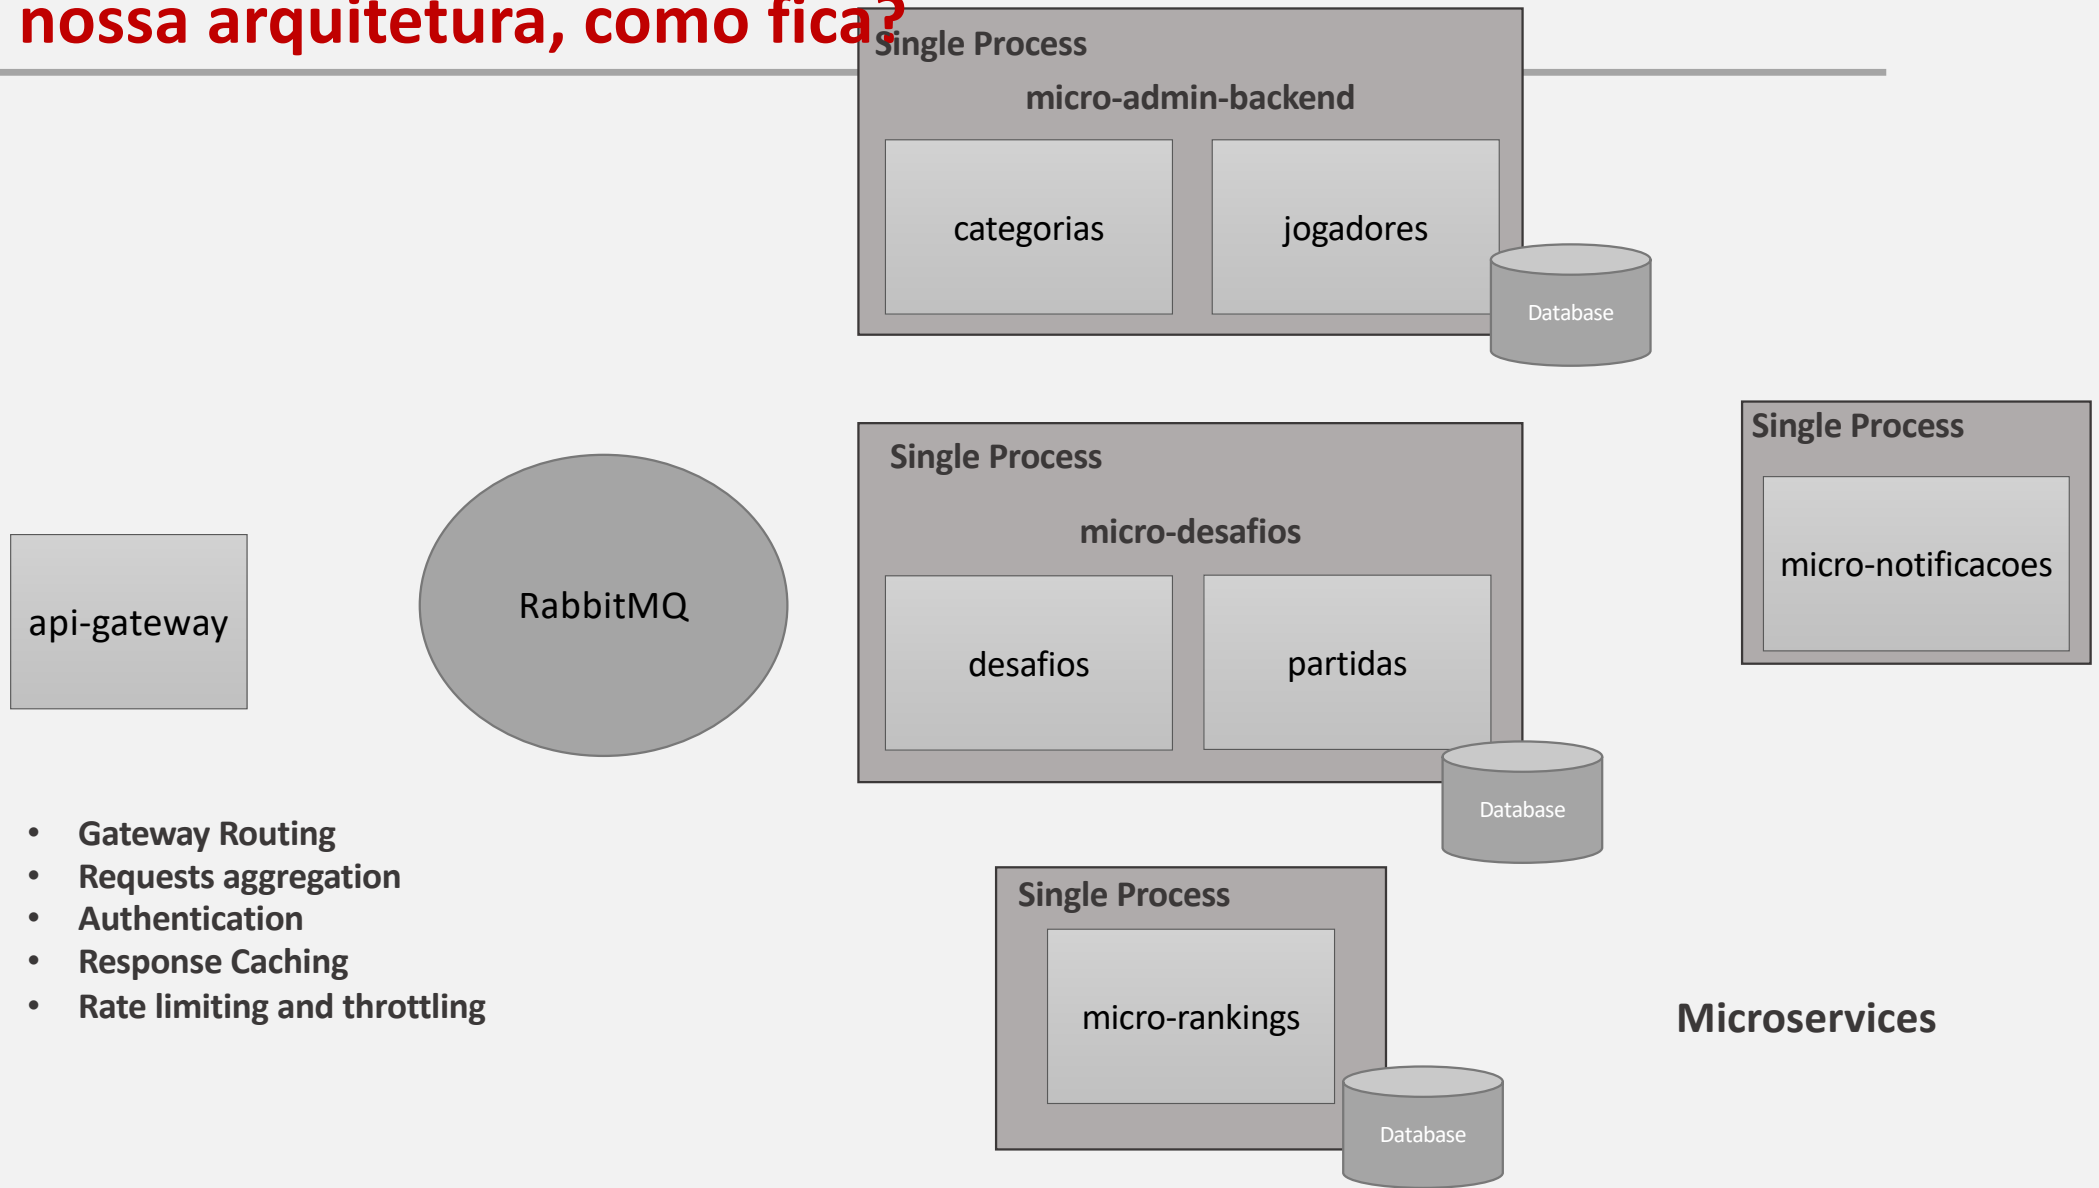 nossa arquitetura, como fica?
Single Process
micro-admin-backend
categorias
jogadores
Database
Single Process
micro-desafios
desafios
partidas
Database
Single Process
micro-notificacoes
api-gateway
RabbitMQ
• Gateway Routing
• Requests aggregation
• Authentication
• Response Caching
• Rate limiting and throttling
Single Process
micro-rankings
Database
Microservices